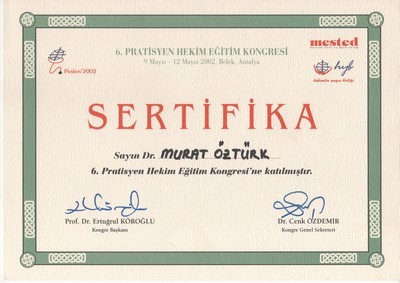 6. PRATİSYEN HEKİM EĞİTİM KONGRESİ
9 Mayıs - 12 Mayıs 2002, Belek, Antalya
mested
SERTİFİKA
Sayın Dr. MURAT ÖZTÜRK
6. Pratisyen Hekim Eğitim Kongresi'ne katılmıştır.
Prof. Dr. Ertuğrul KÖROĞLU
Kongre Başkanı
Dr. Cenk ÖZDEMİR
Kongre Genel Sekreteri